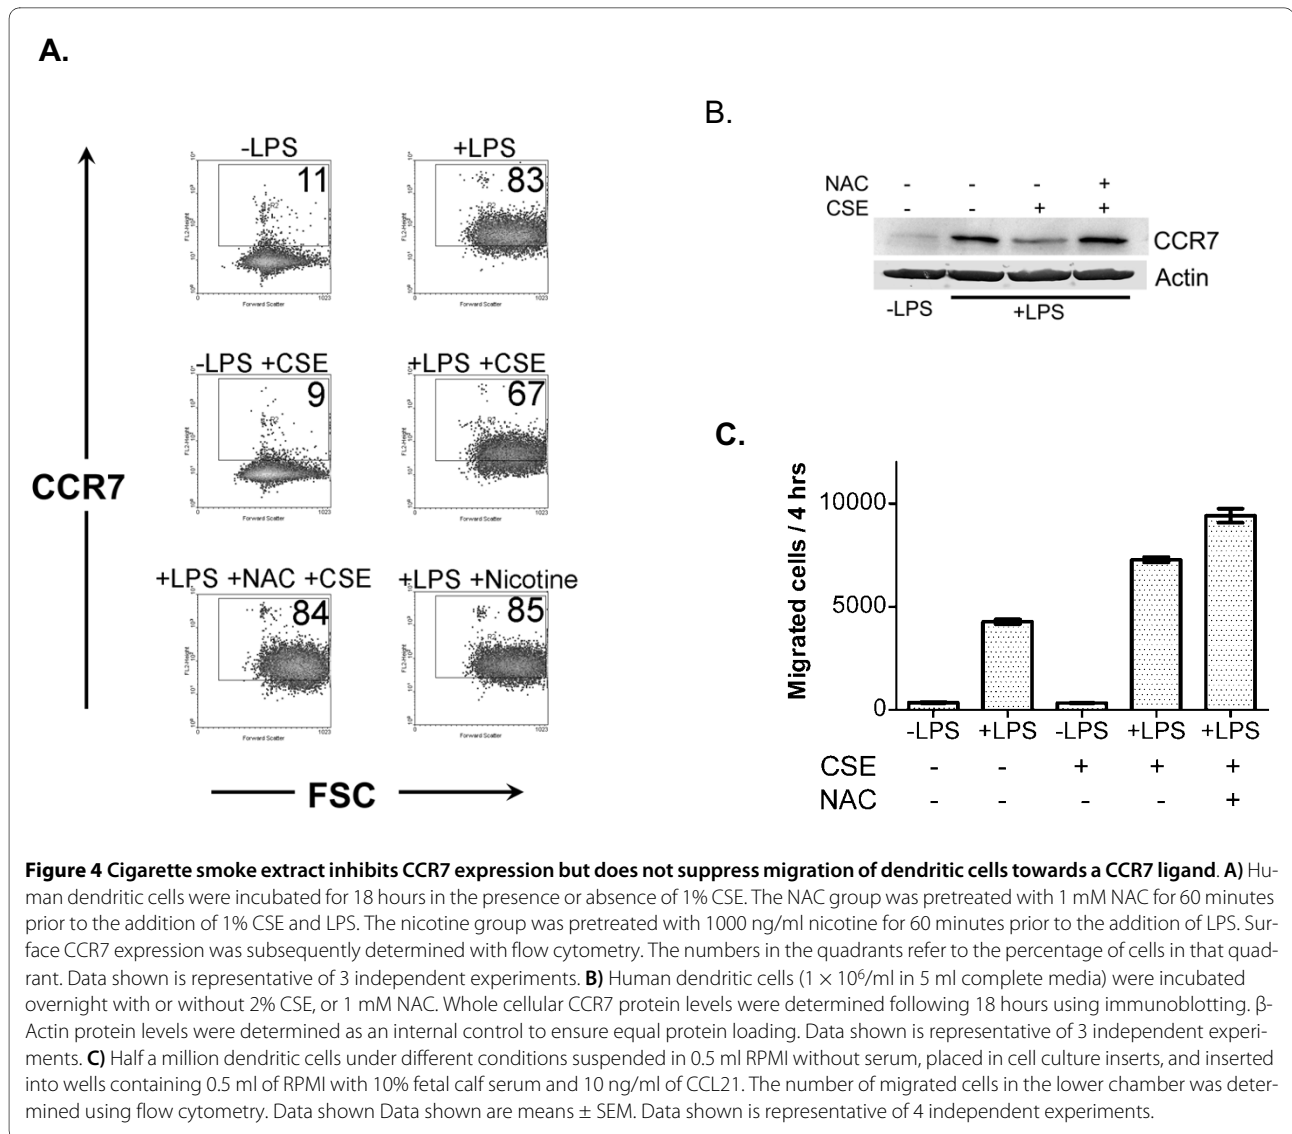 A.
-LPS
11
+LPS
83
10⁴
10³
10²
10¹
10⁰
FL2-Height
R2
0
Forward Scatter
1023
-LPS +CSE
9
+LPS +CSE
67
CCR7
+LPS +NAC +CSE
84
+LPS +Nicotine
85
FSC
B.
NAC - - - +
CSE - - + +
CCR7
Actin
-LPS
+LPS
C.
Migrated cells / 4 hrs
10000
5000
0
-LPS +LPS -LPS +LPS +LPS
CSE - - + + +
NAC - - - - +
Figure 4 Cigarette smoke extract inhibits CCR7 expression but does not suppress migration of dendritic cells towards a CCR7 ligand. A) Hu-
man dendritic cells were incubated for 18 hours in the presence or absence of 1% CSE. The NAC group was pretreated with 1 mM NAC for 60 minutes
prior to the addition of 1% CSE and LPS. The nicotine group was pretreated with 1000 ng/ml nicotine for 60 minutes prior to the addition of LPS. Sur-
face CCR7 expression was subsequently determined with flow cytometry. The numbers in the quadrants refer to the percentage of cells in that quad-
rant. Data shown is representative of 3 independent experiments. B) Human dendritic cells (1 × 10⁶/ml in 5 ml complete media) were incubated
overnight with or without 2% CSE, or 1 mM NAC. Whole cellular CCR7 protein levels were determined following 18 hours using immunoblotting. β-
Actin protein levels were determined as an internal control to ensure equal protein loading. Data shown is representative of 3 independent experi-
ments. C) Half a million dendritic cells under different conditions suspended in 0.5 ml RPMI without serum, placed in cell culture inserts, and inserted
into wells containing 0.5 ml of RPMI with 10% fetal calf serum and 10 ng/ml of CCL21. The number of migrated cells in the lower chamber was deter-
mined using flow cytometry. Data shown Data shown are means ± SEM. Data shown is representative of 4 independent experiments.